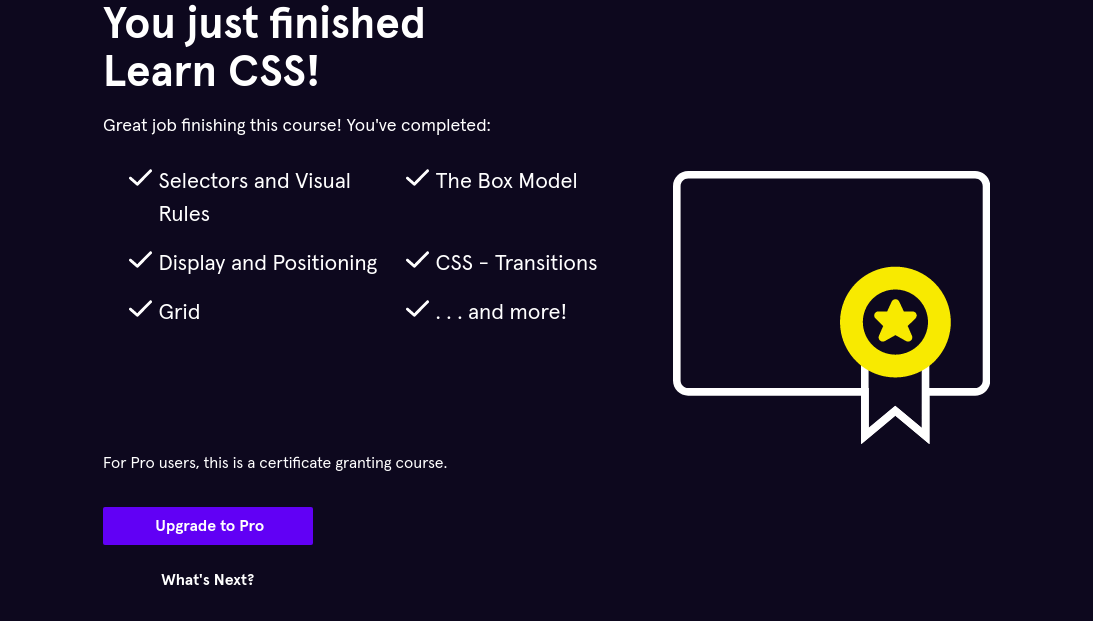 You just finished
Learn CSS!
Great job finishing this course! You've completed:
Selectors and Visual
Rules
The Box Model
Display and Positioning
CSS - Transitions
Grid
. . . and more!
For Pro users, this is a certificate granting course.
Upgrade to Pro
What's Next?